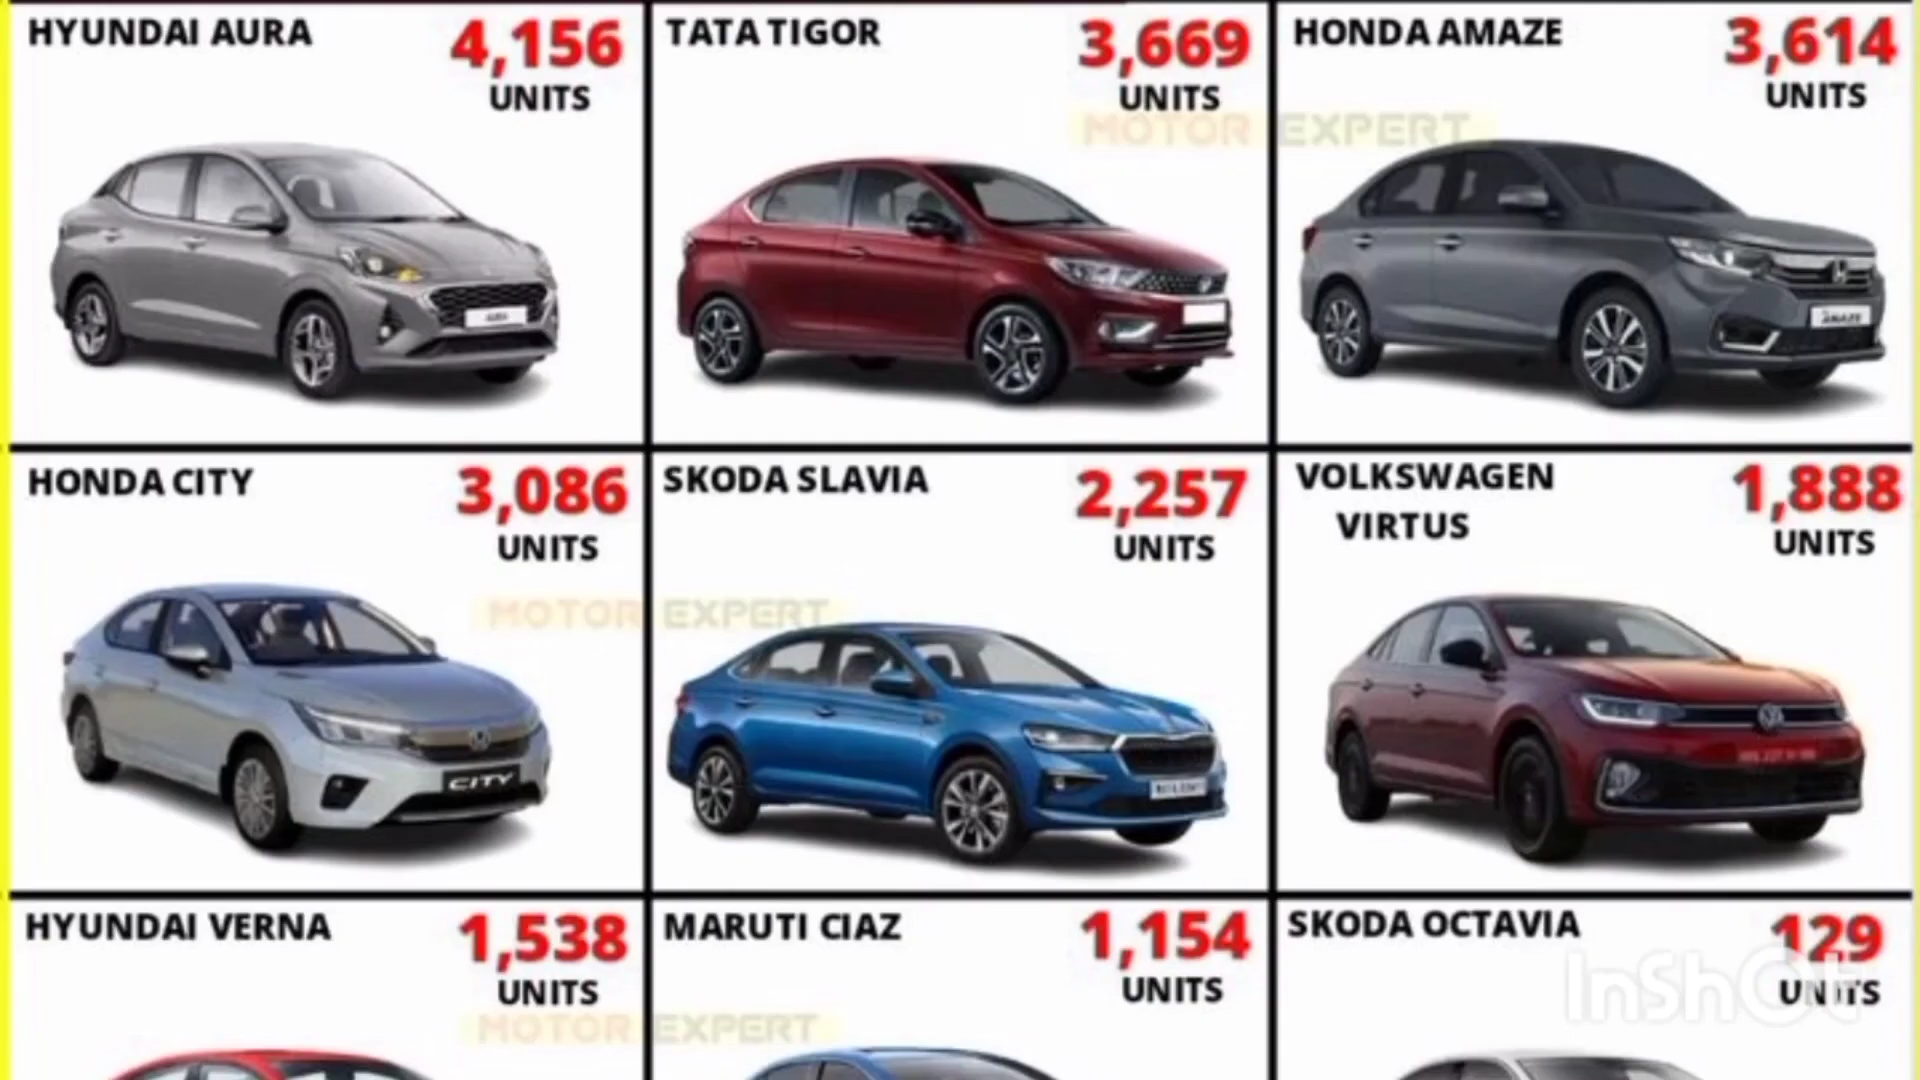 HYUNDAI AURA
4,156
UNITS
TATA TIGOR
3,669
UNITS
HONDA AMAZE
3,614
UNITS
MOTOR EXPERT
AURA
AMAZE
HONDA CITY
3,086
UNITS
SKODA SLAVIA
2,257
UNITS
VOLKSWAGEN
VIRTUS
1,888
UNITS
MOTOR EXPERT
CITY
HYUNDAI VERNA
1,538
UNITS
MARUTI CIAZ
1,154
UNITS
SKODA OCTAVIA
129
UNITS
InShOt
MOTOR EXPERT